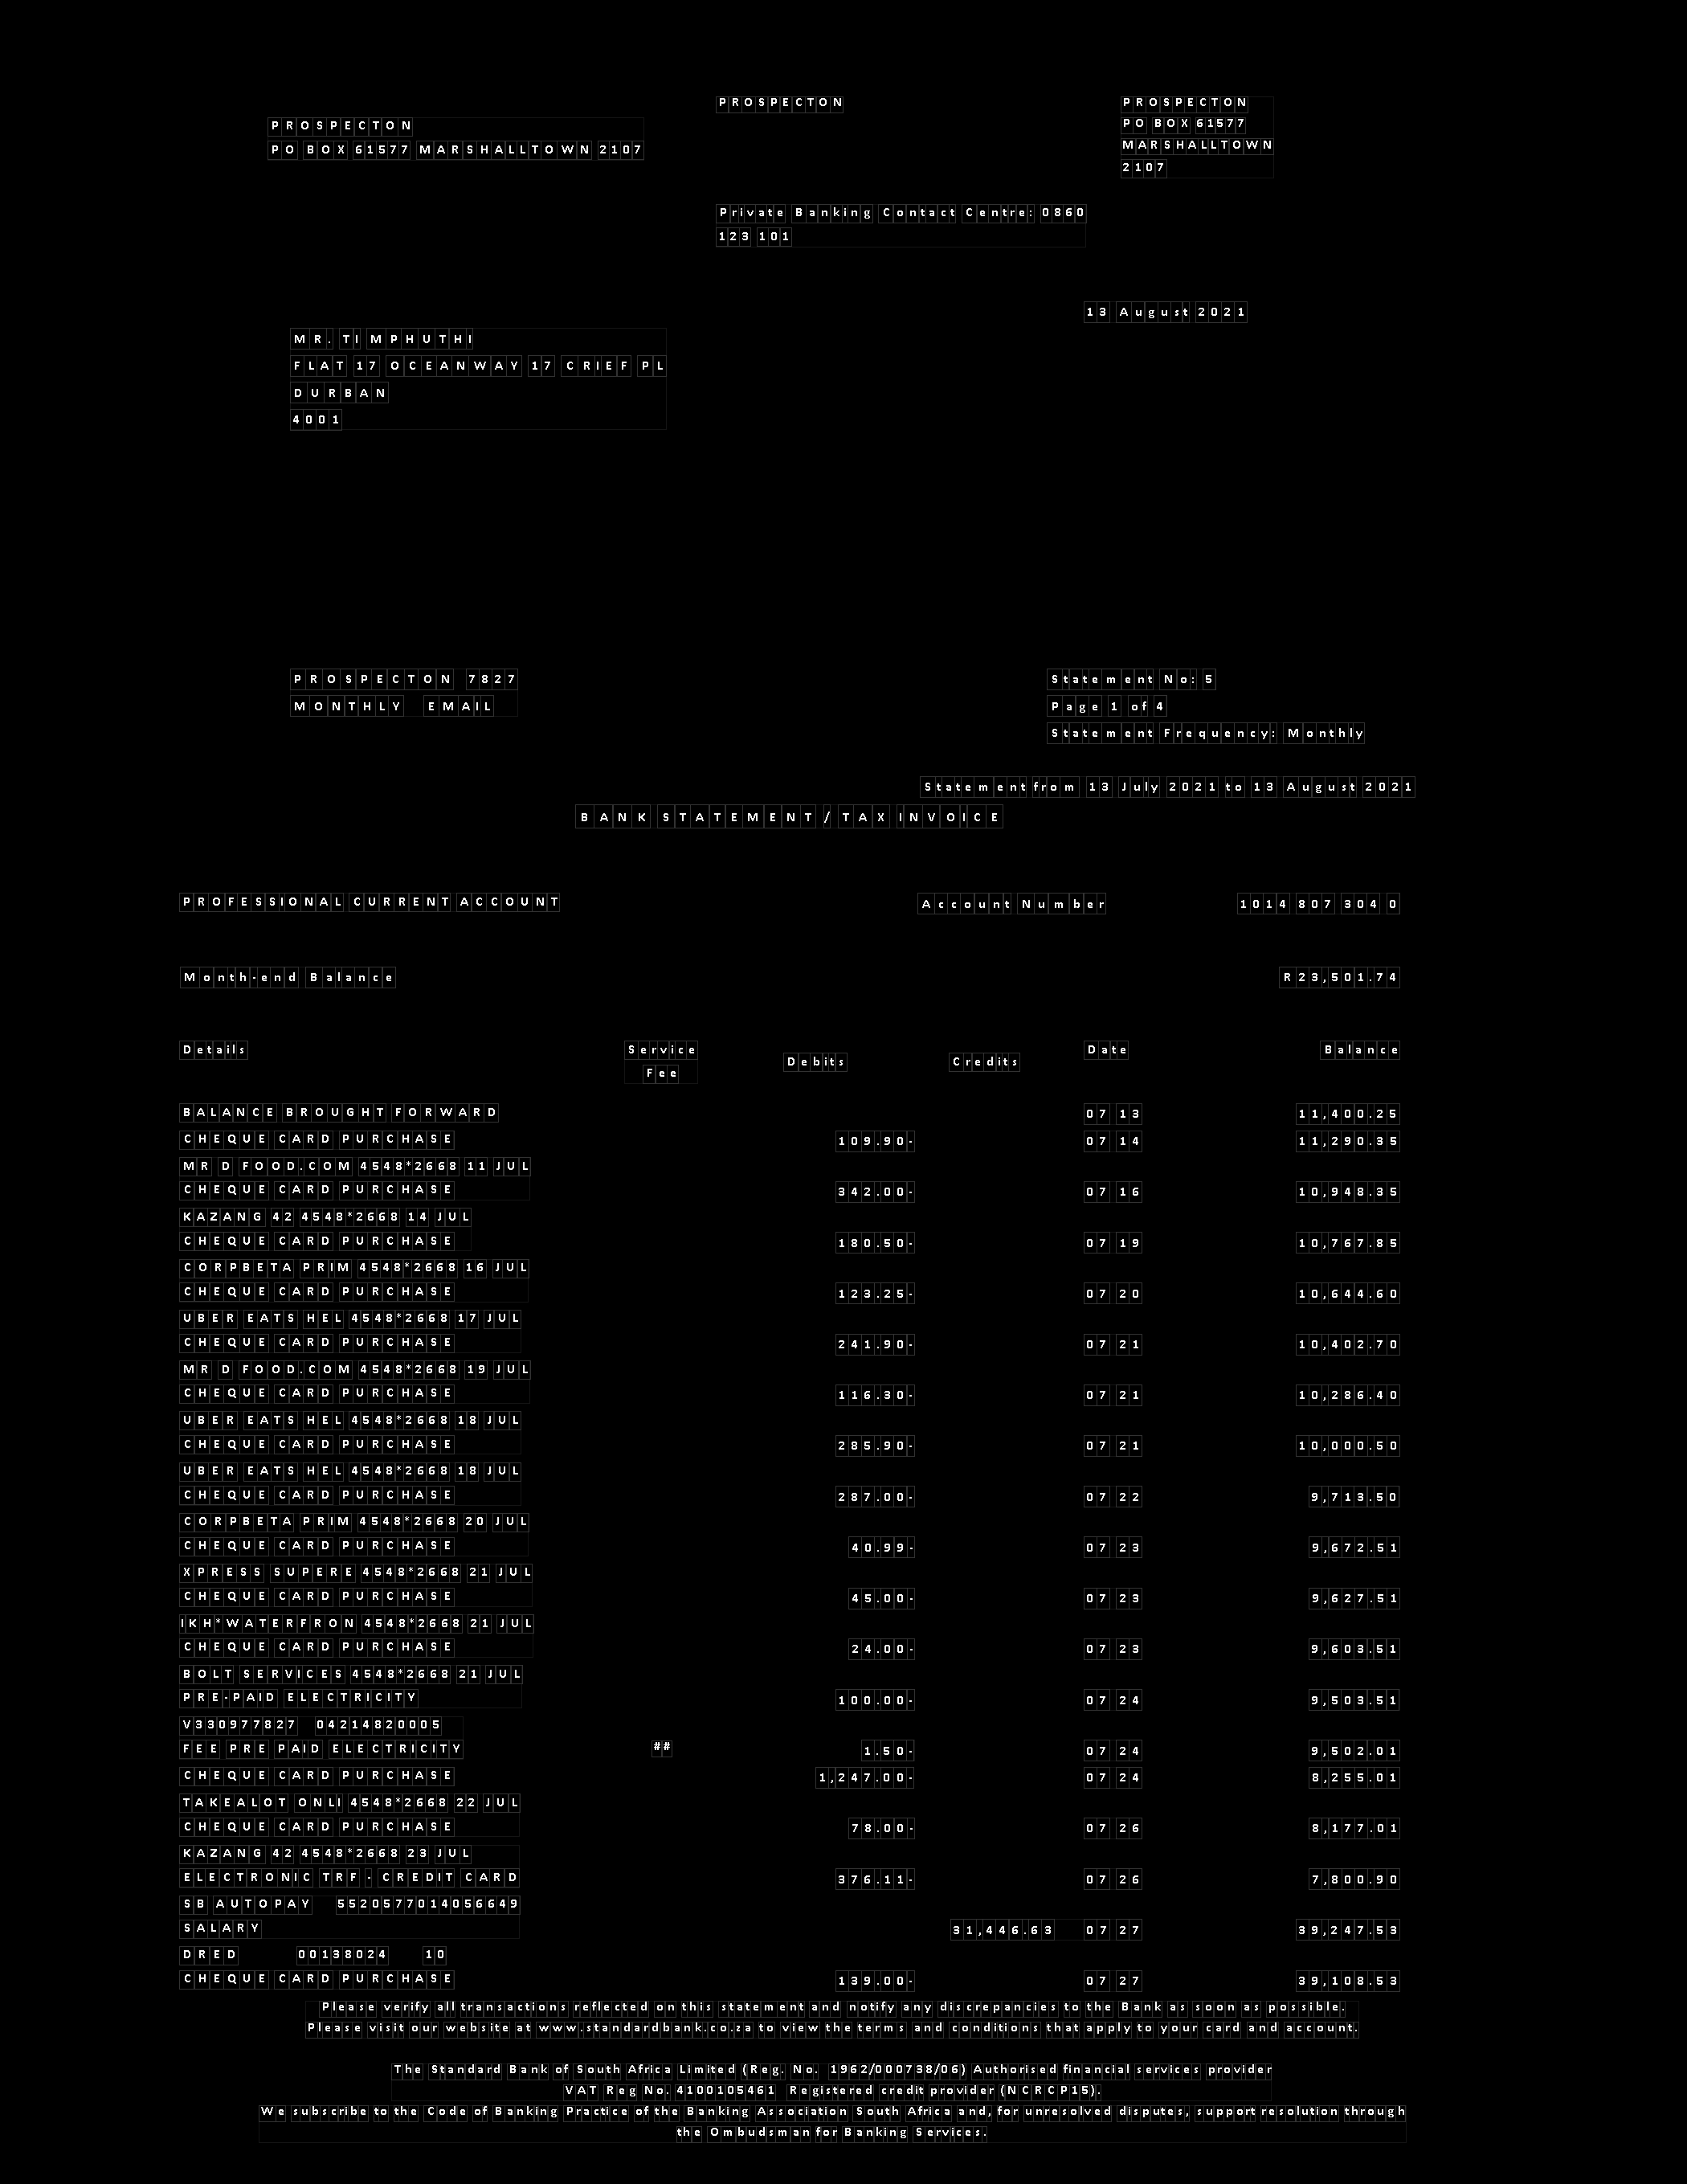 PROSPECTON
PO BOX 61577 MARSHALLTOWN 2107
PROSPECTON
PROSPECTON
PO BOX 61577
MARSHALLTOWN
2107
Private Banking Contact Centre: 0860
123 101
13 August 2021
MR. TI MPHUTHI
FLAT 17 OCEANWAY 17 CRIEF PL
DURBAN
4001
PROSPECTON 7827
MONTHLY EMAIL
Statement No: 5
Page 1 of 4
Statement Frequency: Monthly
Statement from 13 July 2021 to 13 August 2021
BANK STATEMENT / TAX INVOICE
PROFESSIONAL CURRENT ACCOUNT Account Number 1014 807 304 0
Month-end Balance R23,501.74
Details Service Fee Debits Credits Date Balance
BALANCE BROUGHT FORWARD 07 13 11,400.25
CHEQUE CARD PURCHASE 109.90- 07 14 11,290.35
MR D FOOD.COM 4548*2668 11 JUL
CHEQUE CARD PURCHASE 342.00- 07 16 10,948.35
KAZANG 42 4548*2668 14 JUL
CHEQUE CARD PURCHASE 180.50- 07 19 10,767.85
CORPBETA PRIM 4548*2668 16 JUL
CHEQUE CARD PURCHASE 123.25- 07 20 10,644.60
UBER EATS HEL 4548*2668 17 JUL
CHEQUE CARD PURCHASE 241.90- 07 21 10,402.70
MR D FOOD.COM 4548*2668 19 JUL
CHEQUE CARD PURCHASE 116.30- 07 21 10,286.40
UBER EATS HEL 4548*2668 18 JUL
CHEQUE CARD PURCHASE 285.90- 07 21 10,000.50
UBER EATS HEL 4548*2668 18 JUL
CHEQUE CARD PURCHASE 287.00- 07 22 9,713.50
CORPBETA PRIM 4548*2668 20 JUL
CHEQUE CARD PURCHASE 40.99- 07 23 9,672.51
XPRESS SUPERE 4548*2668 21 JUL
CHEQUE CARD PURCHASE 45.00- 07 23 9,627.51
IKH*WATERFRON 4548*2668 21 JUL
CHEQUE CARD PURCHASE 24.00- 07 23 9,603.51
BOLT SERVICES 4548*2668 21 JUL
PRE-PAID ELECTRICITY 100.00- 07 24 9,503.51
V330977827 04214820005
FEE PRE PAID ELECTRICITY ## 1.50- 07 24 9,502.01
CHEQUE CARD PURCHASE 1,247.00- 07 24 8,255.01
TAKEALOT ONLI 4548*2668 22 JUL
CHEQUE CARD PURCHASE 78.00- 07 26 8,177.01
KAZANG 42 4548*2668 23 JUL
ELECTRONIC TRF - CREDIT CARD 376.11- 07 26 7,800.90
SB AUTOPAY 5520577014056649
SALARY 31,446.63 07 27 39,247.53
DRED 00138024 10
CHEQUE CARD PURCHASE 139.00- 07 27 39,108.53
Please verify all transactions reflected on this statement and notify any discrepancies to the Bank as soon as possible.
Please visit our website at www.standardbank.co.za to view the terms and conditions that apply to your card and account.
The Standard Bank of South Africa Limited (Reg. No. 1962/000738/06) Authorised financial services provider
VAT Reg No. 4100105461 Registered credit provider (NCRCP15).
We subscribe to the Code of Banking Practice of the Banking Association South Africa and, for unresolved disputes, support resolution through
the Ombudsman for Banking Services.